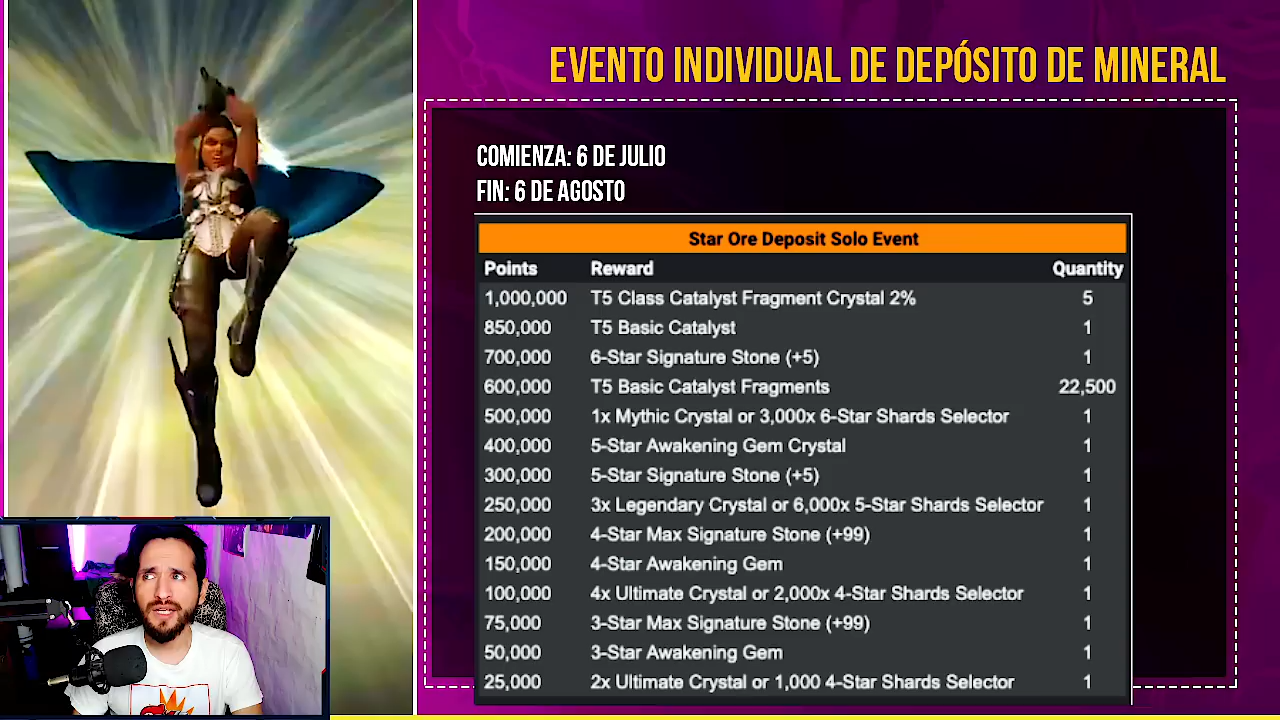 EVENTO INDIVIDUAL DE DEPÓSITO DE MINERAL
COMIENZA: 6 DE JULIO
FIN: 6 DE AGOSTO
Star Ore Deposit Solo Event
Points Reward Quantity
1,000,000 T5 Class Catalyst Fragment Crystal 2% 5
850,000 T5 Basic Catalyst 1
700,000 6-Star Signature Stone (+5) 1
600,000 T5 Basic Catalyst Fragments 22,500
500,000 1x Mythic Crystal or 3,000x 6-Star Shards Selector 1
400,000 5-Star Awakening Gem Crystal 1
300,000 5-Star Signature Stone (+5) 1
250,000 3x Legendary Crystal or 6,000x 5-Star Shards Selector 1
200,000 4-Star Max Signature Stone (+99) 1
150,000 4-Star Awakening Gem 1
100,000 4x Ultimate Crystal or 2,000x 4-Star Shards Selector 1
75,000 3-Star Max Signature Stone (+99) 1
50,000 3-Star Awakening Gem 1
25,000 2x Ultimate Crystal or 1,000 4-Star Shards Selector 1